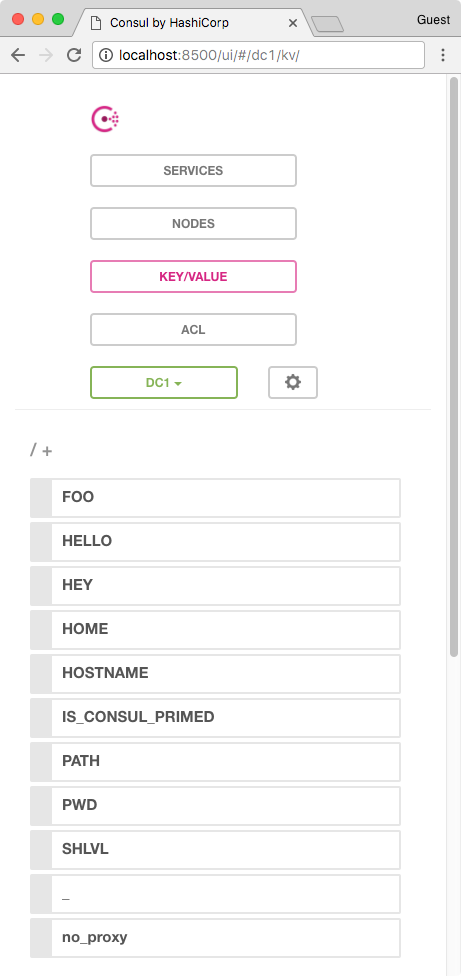 Consul by HashiCorp
Guest
localhost:8500/ui/#/dc1/kv/
SERVICES
NODES
KEY/VALUE
ACL
DC1
/ +
FOO
HELLO
HEY
HOME
HOSTNAME
IS_CONSUL_PRIMED
PATH
PWD
SHLVL
_
no_proxy